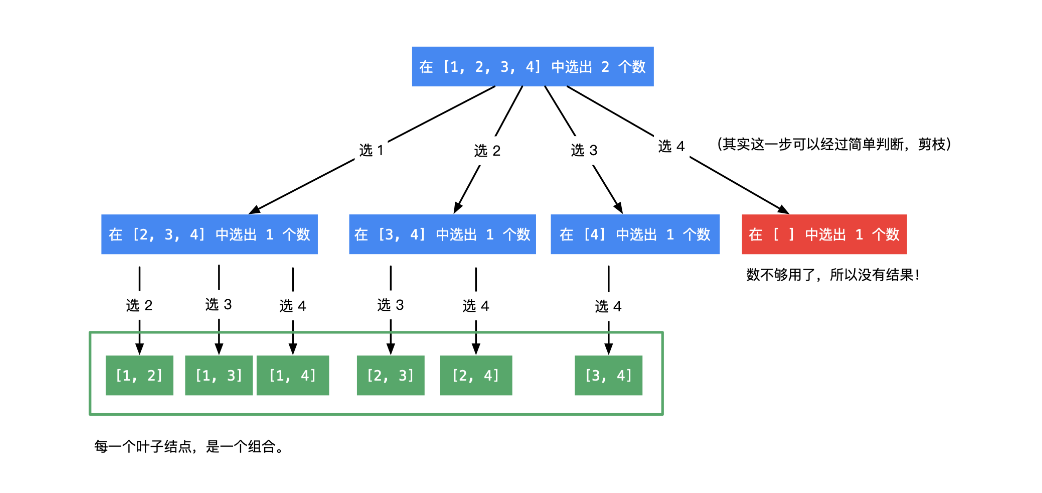 在 [1, 2, 3, 4] 中选出 2 个数
选 1
选 2
选 3
选 4
(其实这一步可以经过简单判断，剪枝)
在 [2, 3, 4] 中选出 1 个数
在 [3, 4] 中选出 1 个数
在 [4] 中选出 1 个数
在 [ ] 中选出 1 个数
数不够用了，所以没有结果！
选 2
选 3
选 4
选 3
选 4
选 4
[1, 2]
[1, 3]
[1, 4]
[2, 3]
[2, 4]
[3, 4]
每一个叶子结点，是一个组合。